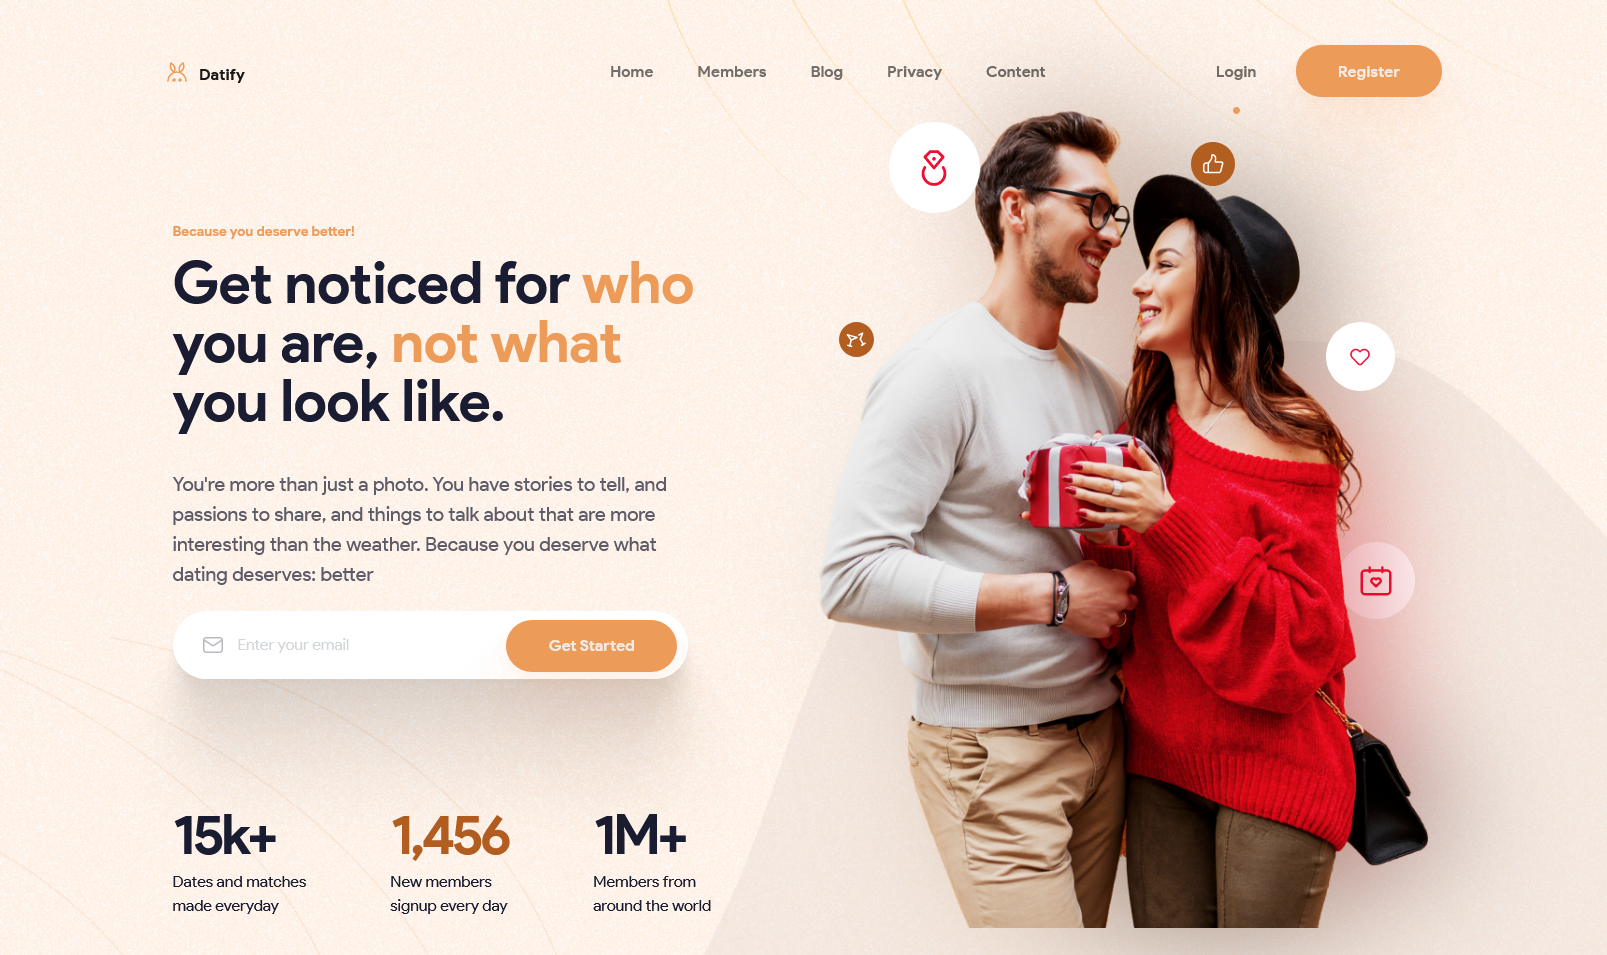 Datify
Home Members Blog Privacy Content Login Register
Because you deserve better!
Get noticed for who
you are, not what
you look like.
You're more than just a photo. You have stories to tell, and
passions to share, and things to talk about that are more
interesting than the weather. Because you deserve what
dating deserves: better
Enter your email Get Started
15k+
Dates and matches
made everyday
1,456
New members
signup every day
1M+
Members from
around the world